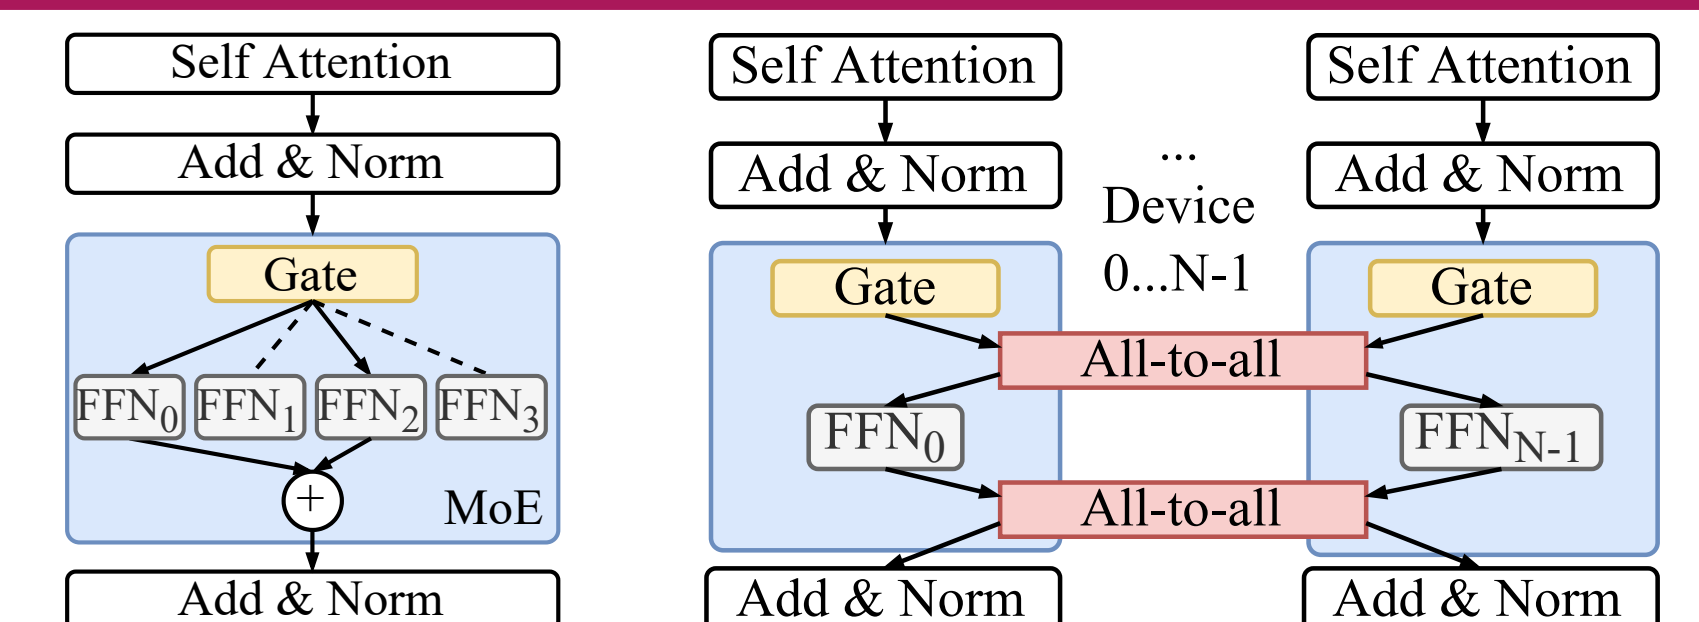 Self Attention
Add & Norm
Gate
FFN0 FFN1 FFN2 FFN3
+
MoE
Add & Norm
Self Attention
Add & Norm
Gate
...
Device
0...N-1
Self Attention
Add & Norm
Gate
All-to-all
FFN0
FFNN-1
All-to-all
Add & Norm
Add & Norm